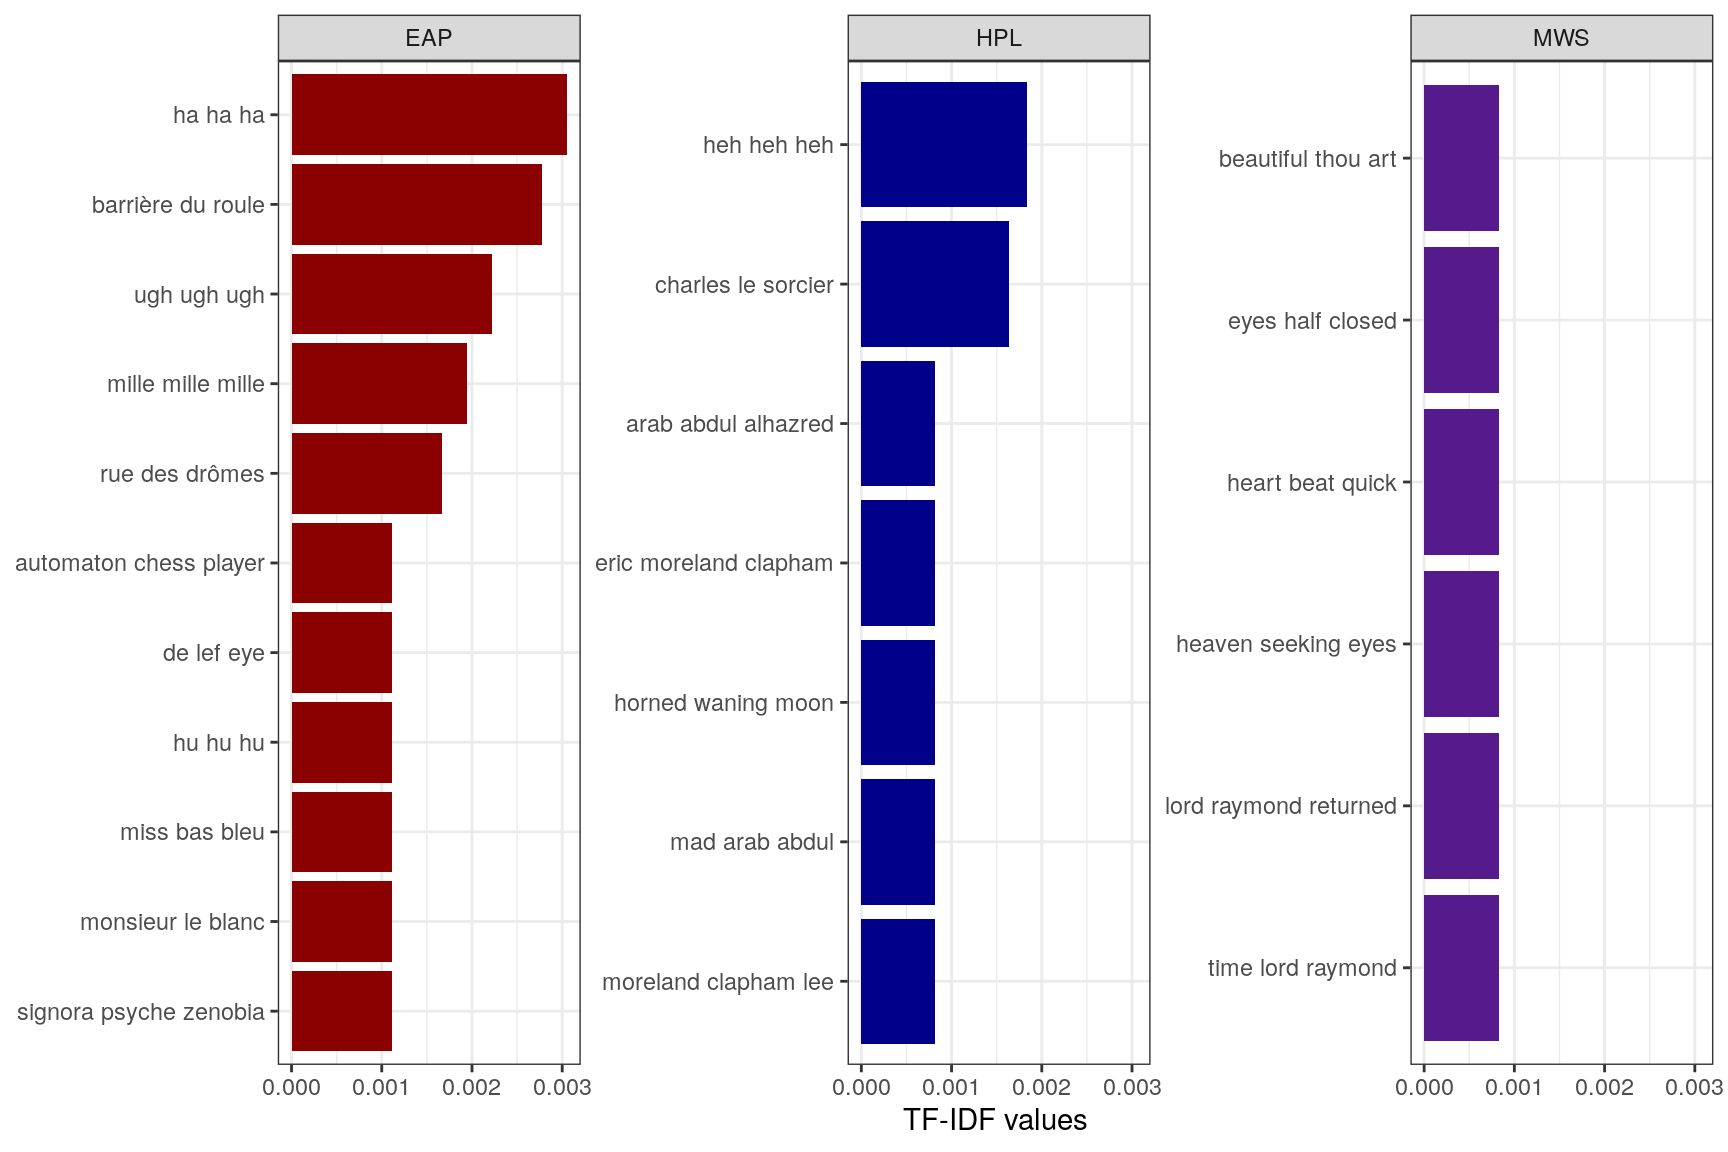 EAP
ha ha ha
barrière du roule
ugh ugh ugh
mille mille mille
rue des drômes
automaton chess player
de lef eye
hu hu hu
miss bas bleu
monsieur le blanc
signora psyche zenobia
0.000 0.001 0.002 0.003
HPL
heh heh heh
charles le sorcier
arab abdul alhazred
eric moreland clapham
horned waning moon
mad arab abdul
moreland clapham lee
0.000 0.001 0.002 0.003
MWS
beautiful thou art
eyes half closed
heart beat quick
heaven seeking eyes
lord raymond returned
time lord raymond
0.000 0.001 0.002 0.003
TF-IDF values